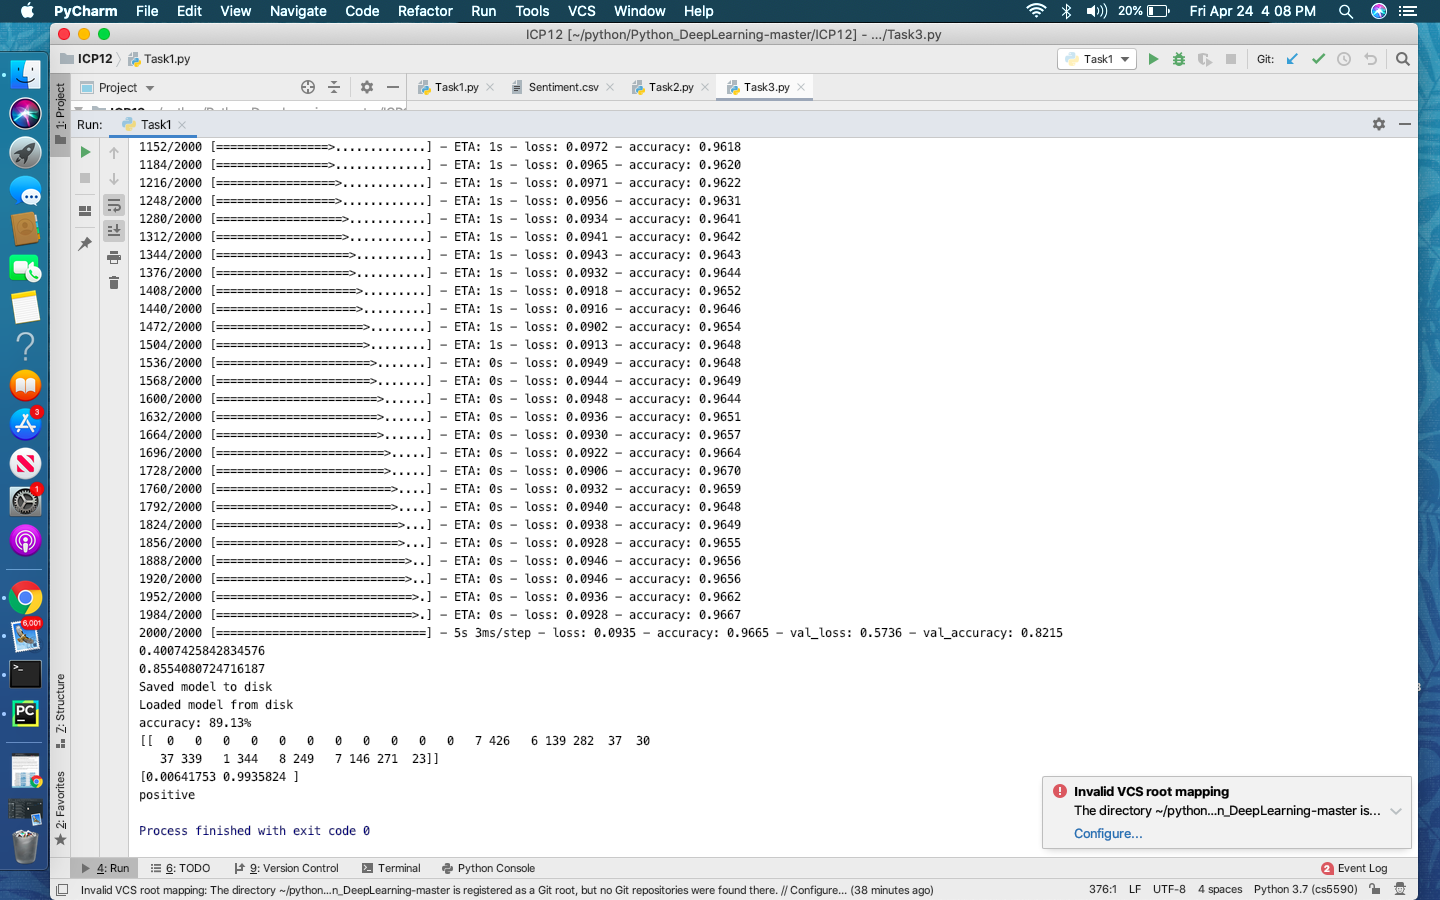 PyCharm File Edit View Navigate Code Refactor Run Tools VCS Window Help 20% Fri Apr 24 4:08 PM
ICP12 [~/python/Python_DeepLearning-master/ICP12] - .../Task3.py
ICP12 Task1.py Task1 Git:
Project Task1.py Sentiment.csv Task2.py Task3.py
1: Project
Run: Task1
1152/2000 [=================>.............] - ETA: 1s - loss: 0.0972 - accuracy: 0.9618
1184/2000 [=================>.............] - ETA: 1s - loss: 0.0965 - accuracy: 0.9620
1216/2000 [=================>............] - ETA: 1s - loss: 0.0971 - accuracy: 0.9622
1248/2000 [=================>............] - ETA: 1s - loss: 0.0956 - accuracy: 0.9631
1280/2000 [==================>...........] - ETA: 1s - loss: 0.0934 - accuracy: 0.9641
1312/2000 [==================>...........] - ETA: 1s - loss: 0.0941 - accuracy: 0.9642
1344/2000 [===================>..........] - ETA: 1s - loss: 0.0943 - accuracy: 0.9643
1376/2000 [===================>..........] - ETA: 1s - loss: 0.0932 - accuracy: 0.9644
1408/2000 [====================>.........] - ETA: 1s - loss: 0.0918 - accuracy: 0.9652
1440/2000 [====================>.........] - ETA: 1s - loss: 0.0916 - accuracy: 0.9646
1472/2000 [=====================>........] - ETA: 1s - loss: 0.0902 - accuracy: 0.9654
1504/2000 [=====================>........] - ETA: 1s - loss: 0.0913 - accuracy: 0.9648
1536/2000 [======================>.......] - ETA: 0s - loss: 0.0949 - accuracy: 0.9648
1568/2000 [======================>.......] - ETA: 0s - loss: 0.0944 - accuracy: 0.9649
1600/2000 [=======================>......] - ETA: 0s - loss: 0.0948 - accuracy: 0.9644
1632/2000 [=======================>......] - ETA: 0s - loss: 0.0936 - accuracy: 0.9651
1664/2000 [=======================>......] - ETA: 0s - loss: 0.0930 - accuracy: 0.9657
1696/2000 [========================>.....] - ETA: 0s - loss: 0.0922 - accuracy: 0.9664
1728/2000 [========================>.....] - ETA: 0s - loss: 0.0906 - accuracy: 0.9670
1760/2000 [=========================>....] - ETA: 0s - loss: 0.0932 - accuracy: 0.9659
1792/2000 [=========================>....] - ETA: 0s - loss: 0.0940 - accuracy: 0.9648
1824/2000 [==========================>...] - ETA: 0s - loss: 0.0938 - accuracy: 0.9649
1856/2000 [==========================>...] - ETA: 0s - loss: 0.0928 - accuracy: 0.9655
1888/2000 [===========================>..] - ETA: 0s - loss: 0.0946 - accuracy: 0.9656
1920/2000 [===========================>..] - ETA: 0s - loss: 0.0946 - accuracy: 0.9656
1952/2000 [============================>.] - ETA: 0s - loss: 0.0936 - accuracy: 0.9662
1984/2000 [============================>.] - ETA: 0s - loss: 0.0928 - accuracy: 0.9667
2000/2000 [==============================] - 5s 3ms/step - loss: 0.0935 - accuracy: 0.9665 - val_loss: 0.5736 - val_accuracy: 0.8215
0.4007425842834576
0.8554080724716187
Saved model to disk
Loaded model from disk
accuracy: 89.13%
[[  0   0   0   0   0   0   0   0   0   0   0   7 426   6 139 282  37  30
   37 339   1 344   8 249   7 146 271  23]]
[0.00641753 0.9935824 ]
positive
Process finished with exit code 0
Z: Structure
2: Favorites
3
1
6,001
PC
Invalid VCS root mapping
The directory ~/python...n_DeepLearning-master is...
Configure...
4: Run 6: TODO 9: Version Control Terminal Python Console 2 Event Log
Invalid VCS root mapping: The directory ~/python...n_DeepLearning-master is registered as a Git root, but no Git repositories were found there. // Configure... (38 minutes ago) 376:1 LF UTF-8 4 spaces Python 3.7 (cs5590)